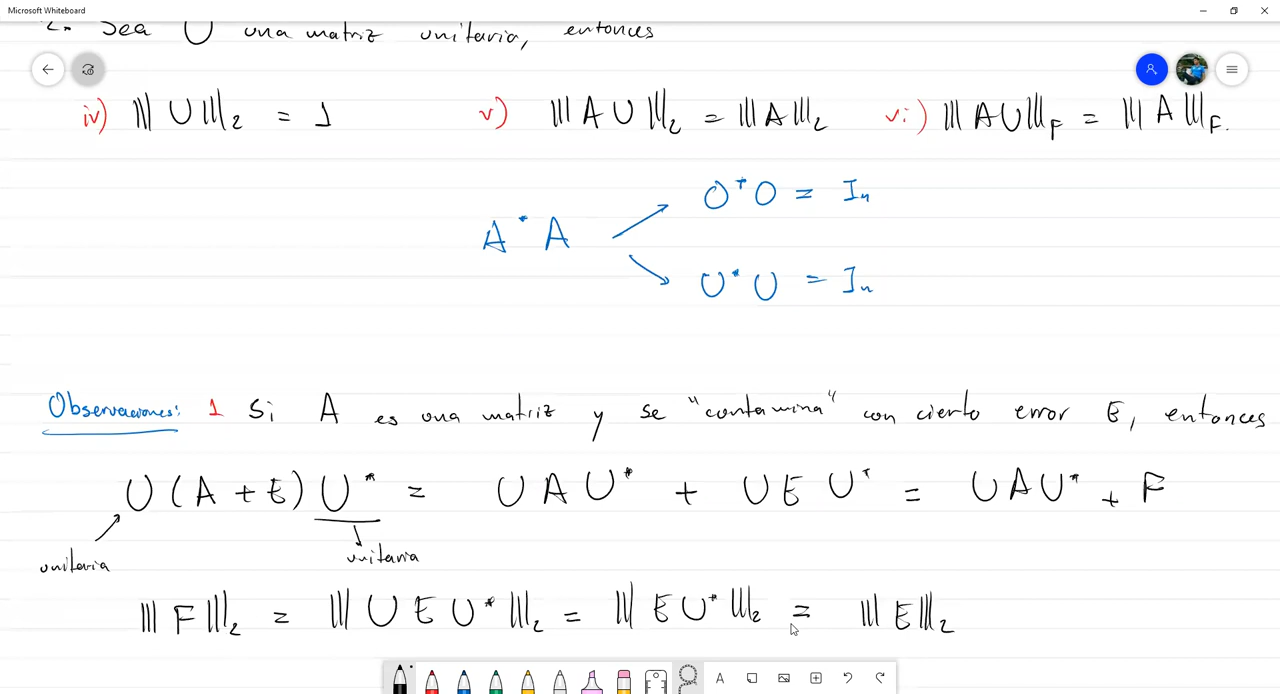 Microsoft Whiteboard
2. Sea U una matriz unitaria, entonces
iv) |||U|||₂ = 1 v) |||AU|||₂ = |||A|||₂ vi) |||AU|||F = |||A|||F.
O*O = Iₙ
A*A
U*U = Iₙ
Observaciones: 1 Si A es una matriz y se "contamina" con cierto error E, entonces
U(A+E)U* = UAU* + UEU* = UAU* + F
unitaria unitaria
|||F|||₂ = |||UEU*|||₂ = |||EU*|||₂ = |||E|||₂
A